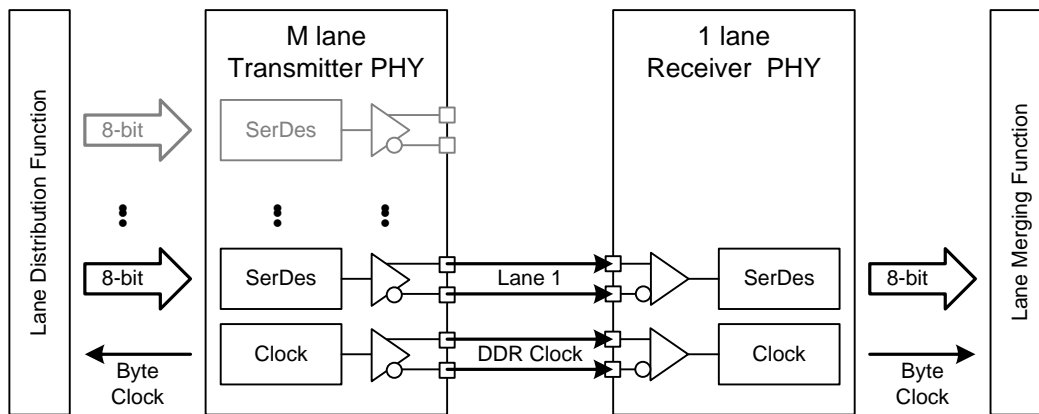 Lane Distribution Function
M lane
Transmitter PHY
1 lane
Receiver PHY
Lane Merging Function
8-bit
SerDes
8-bit
SerDes
Lane 1
SerDes
8-bit
Byte
Clock
Clock
DDR Clock
Clock
Byte
Clock